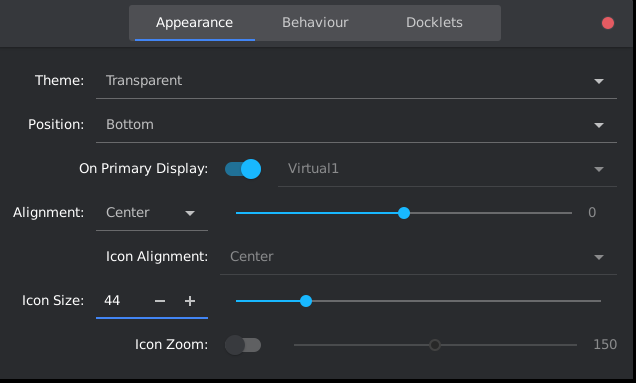 Appearance Behaviour Docklets
Theme: Transparent
Position: Bottom
On Primary Display: Virtual1
Alignment: Center 0
Icon Alignment: Center
Icon Size: 44 − +
Icon Zoom: 150